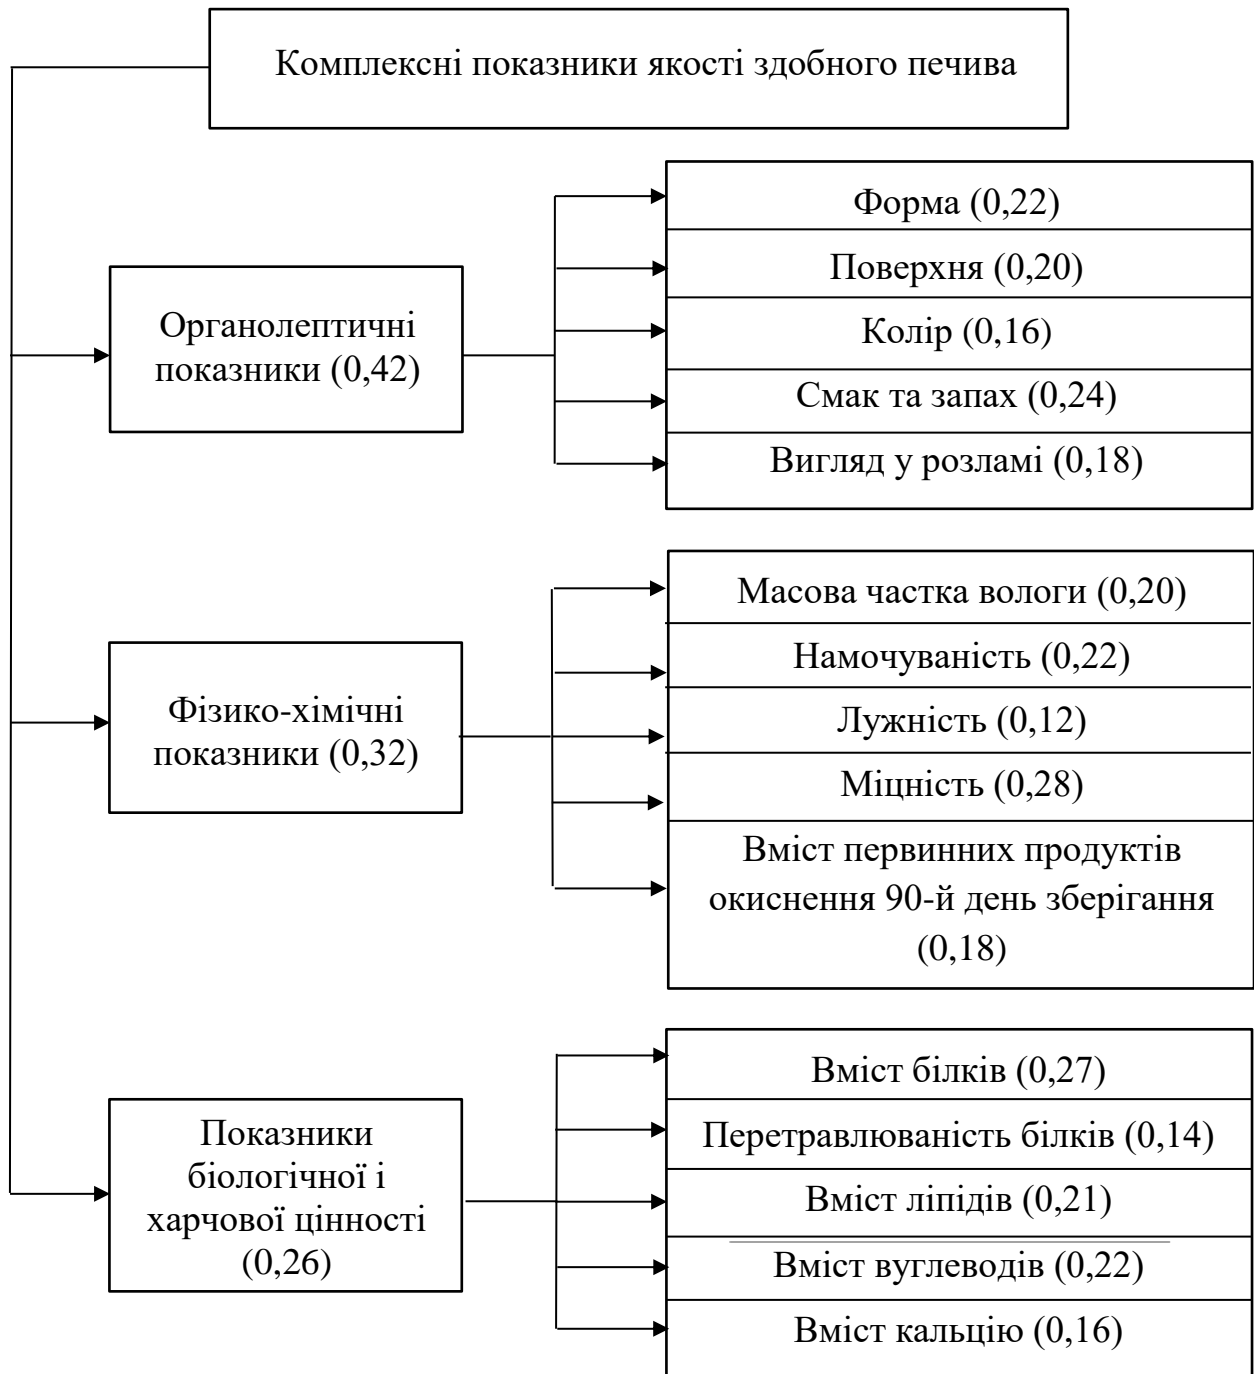 Комплексні показники якості здобного печива
Органолептичні
показники (0,42)
Форма (0,22)
Поверхня (0,20)
Колір (0,16)
Смак та запах (0,24)
Вигляд у розламі (0,18)
Фізико-хімічні
показники (0,32)
Масова частка вологи (0,20)
Намочуваність (0,22)
Лужність (0,12)
Міцність (0,28)
Вміст первинних продуктів
окиснення 90-й день зберігання
(0,18)
Показники
біологічної і
харчової цінності
(0,26)
Вміст білків (0,27)
Перетравлюваність білків (0,14)
Вміст ліпідів (0,21)
Вміст вуглеводів (0,22)
Вміст кальцію (0,16)